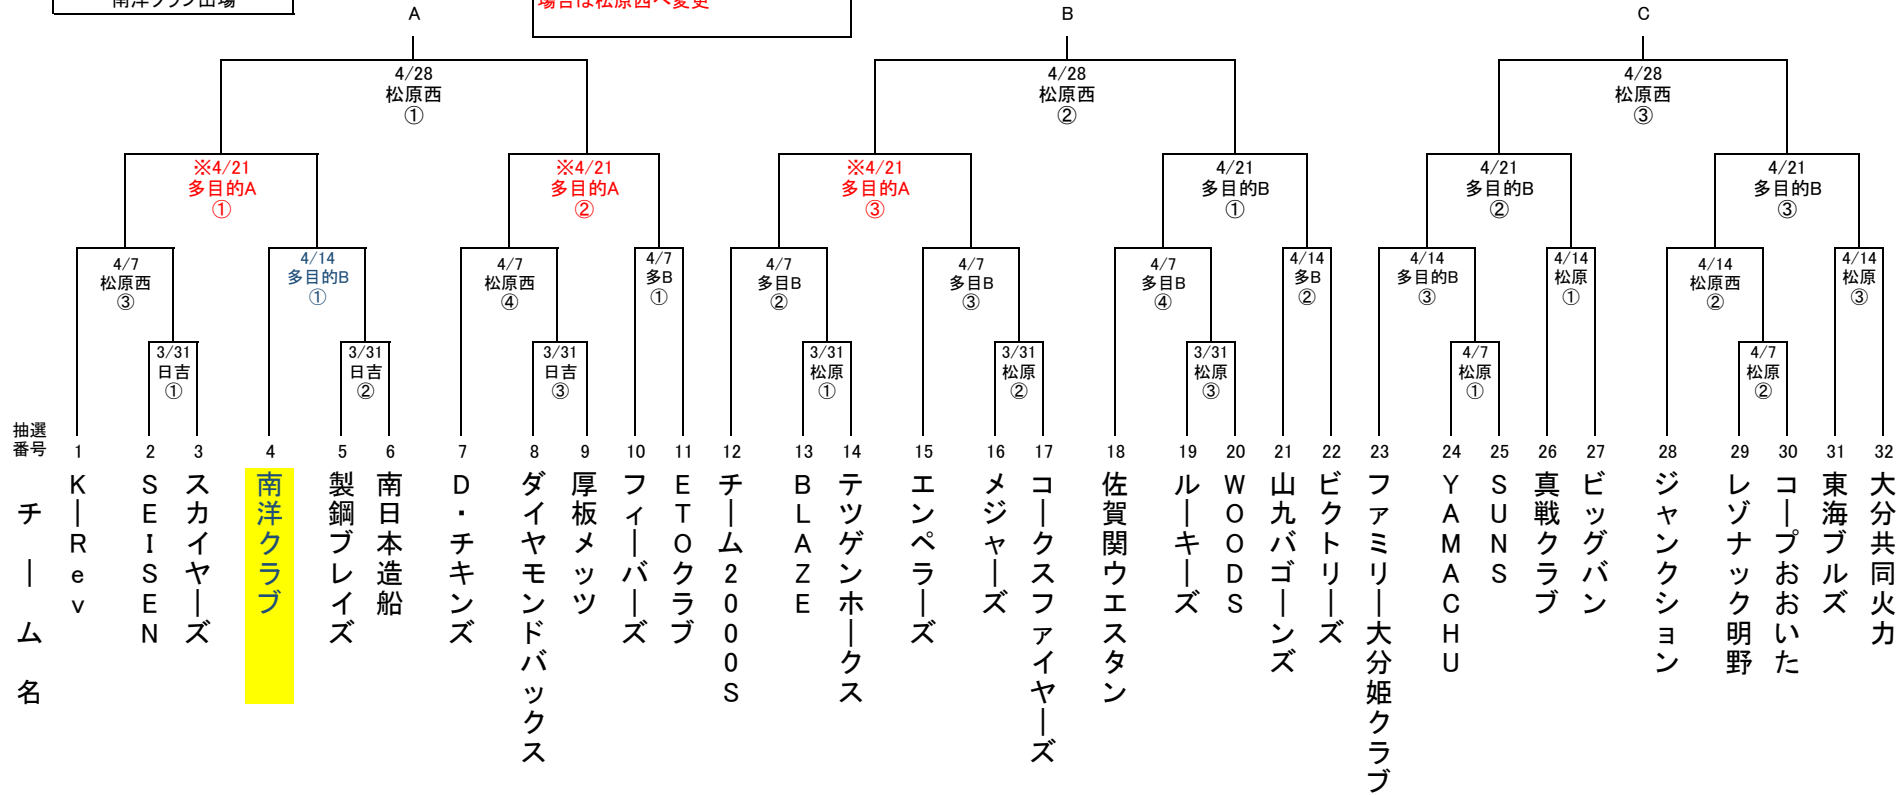 南洋クラブ出場
場合は松原西へ変更
A
B
C
4/28
松原西
①
4/28
松原西
②
4/28
松原西
③
※4/21
多目的A
①
※4/21
多目的A
②
※4/21
多目的A
③
4/21
多目的B
①
4/21
多目的B
②
4/21
多目的B
③
4/7
松原西
③
4/14
多目的B
①
4/7
松原西
④
4/7
多B
①
4/7
多目B
②
4/7
多目B
③
4/7
多目B
④
4/14
多B
②
4/14
多目的B
③
4/14
松原
①
4/14
松原西
②
4/14
松原
③
3/31
日吉
①
3/31
日吉
②
3/31
日吉
③
3/31
松原
①
3/31
松原
②
3/31
松原
③
4/7
松原
①
4/7
松原
②
抽選
番号
1
2
3
4
5
6
7
8
9
10
11
12
13
14
15
16
17
18
19
20
21
22
23
24
25
26
27
28
29
30
31
32
チーム名
K―Rev
SEISEN
スカイヤーズ
南洋クラブ
製鋼ブレイズ
南日本造船
D・チキンズ
ダイヤモンドバックス
厚板メッツ
フィーバーズ
ETOクラブ
チーム2000S
BLAZE
テツゲンホークス
エンペラーズ
メジャーズ
コークスファイヤーズ
佐賀関ウエスタン
ルーキーズ
WOODS
山九バゴーンズ
ビクトリーズ
ファミリー大分姫クラブ
YAMACHU
SUNS
真戦クラブ
ビッグバン
ジャンクション
レゾナック明野
コープおおいた
東海ブルズ
大分共同火力